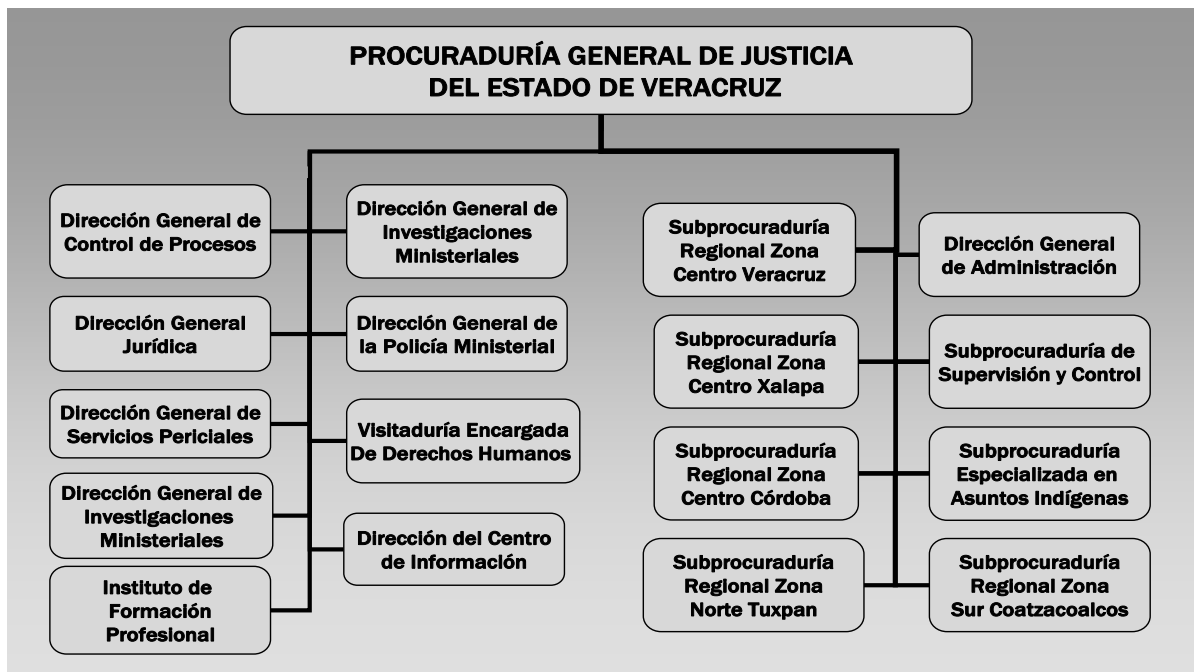 PROCURADURÍA GENERAL DE JUSTICIA
DEL ESTADO DE VERACRUZ
Dirección General de
Control de Procesos
Dirección General de
Investigaciones
Ministeriales
Subprocuraduría
Regional Zona
Centro Veracruz
Dirección General
de Administración
Dirección General
Jurídica
Dirección General de
la Policía Ministerial
Subprocuraduría
Regional Zona
Centro Xalapa
Subprocuraduría de
Supervisión y Control
Dirección General de
Servicios Periciales
Visitaduría Encargada
De Derechos Humanos
Subprocuraduría
Regional Zona
Centro Córdoba
Subprocuraduría
Especializada en
Asuntos Indígenas
Dirección General de
Investigaciones
Ministeriales
Dirección del Centro
de Información
Subprocuraduría
Regional Zona
Norte Tuxpan
Subprocuraduría
Regional Zona
Sur Coatzacoalcos
Instituto de
Formación
Profesional